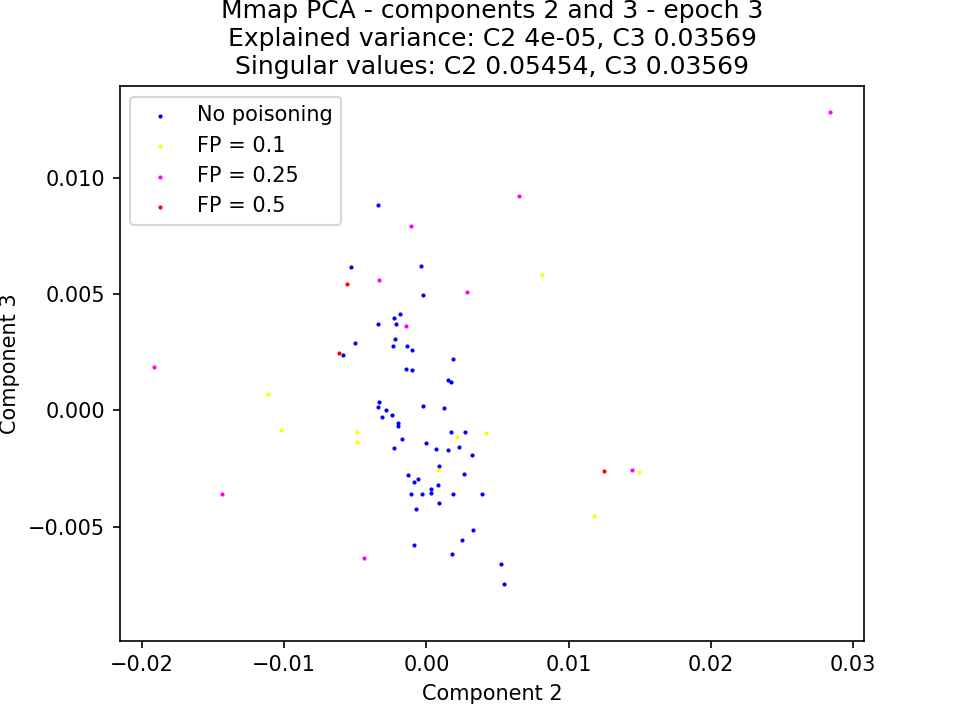 Mmap PCA - components 2 and 3 - epoch 3
Explained variance: C2 4e-05, C3 0.03569
Singular values: C2 0.05454, C3 0.03569
No poisoning
FP = 0.1
FP = 0.25
FP = 0.5
0.010
0.005
0.000
−0.005
Component 3
−0.02
−0.01
0.00
0.01
0.02
0.03
Component 2